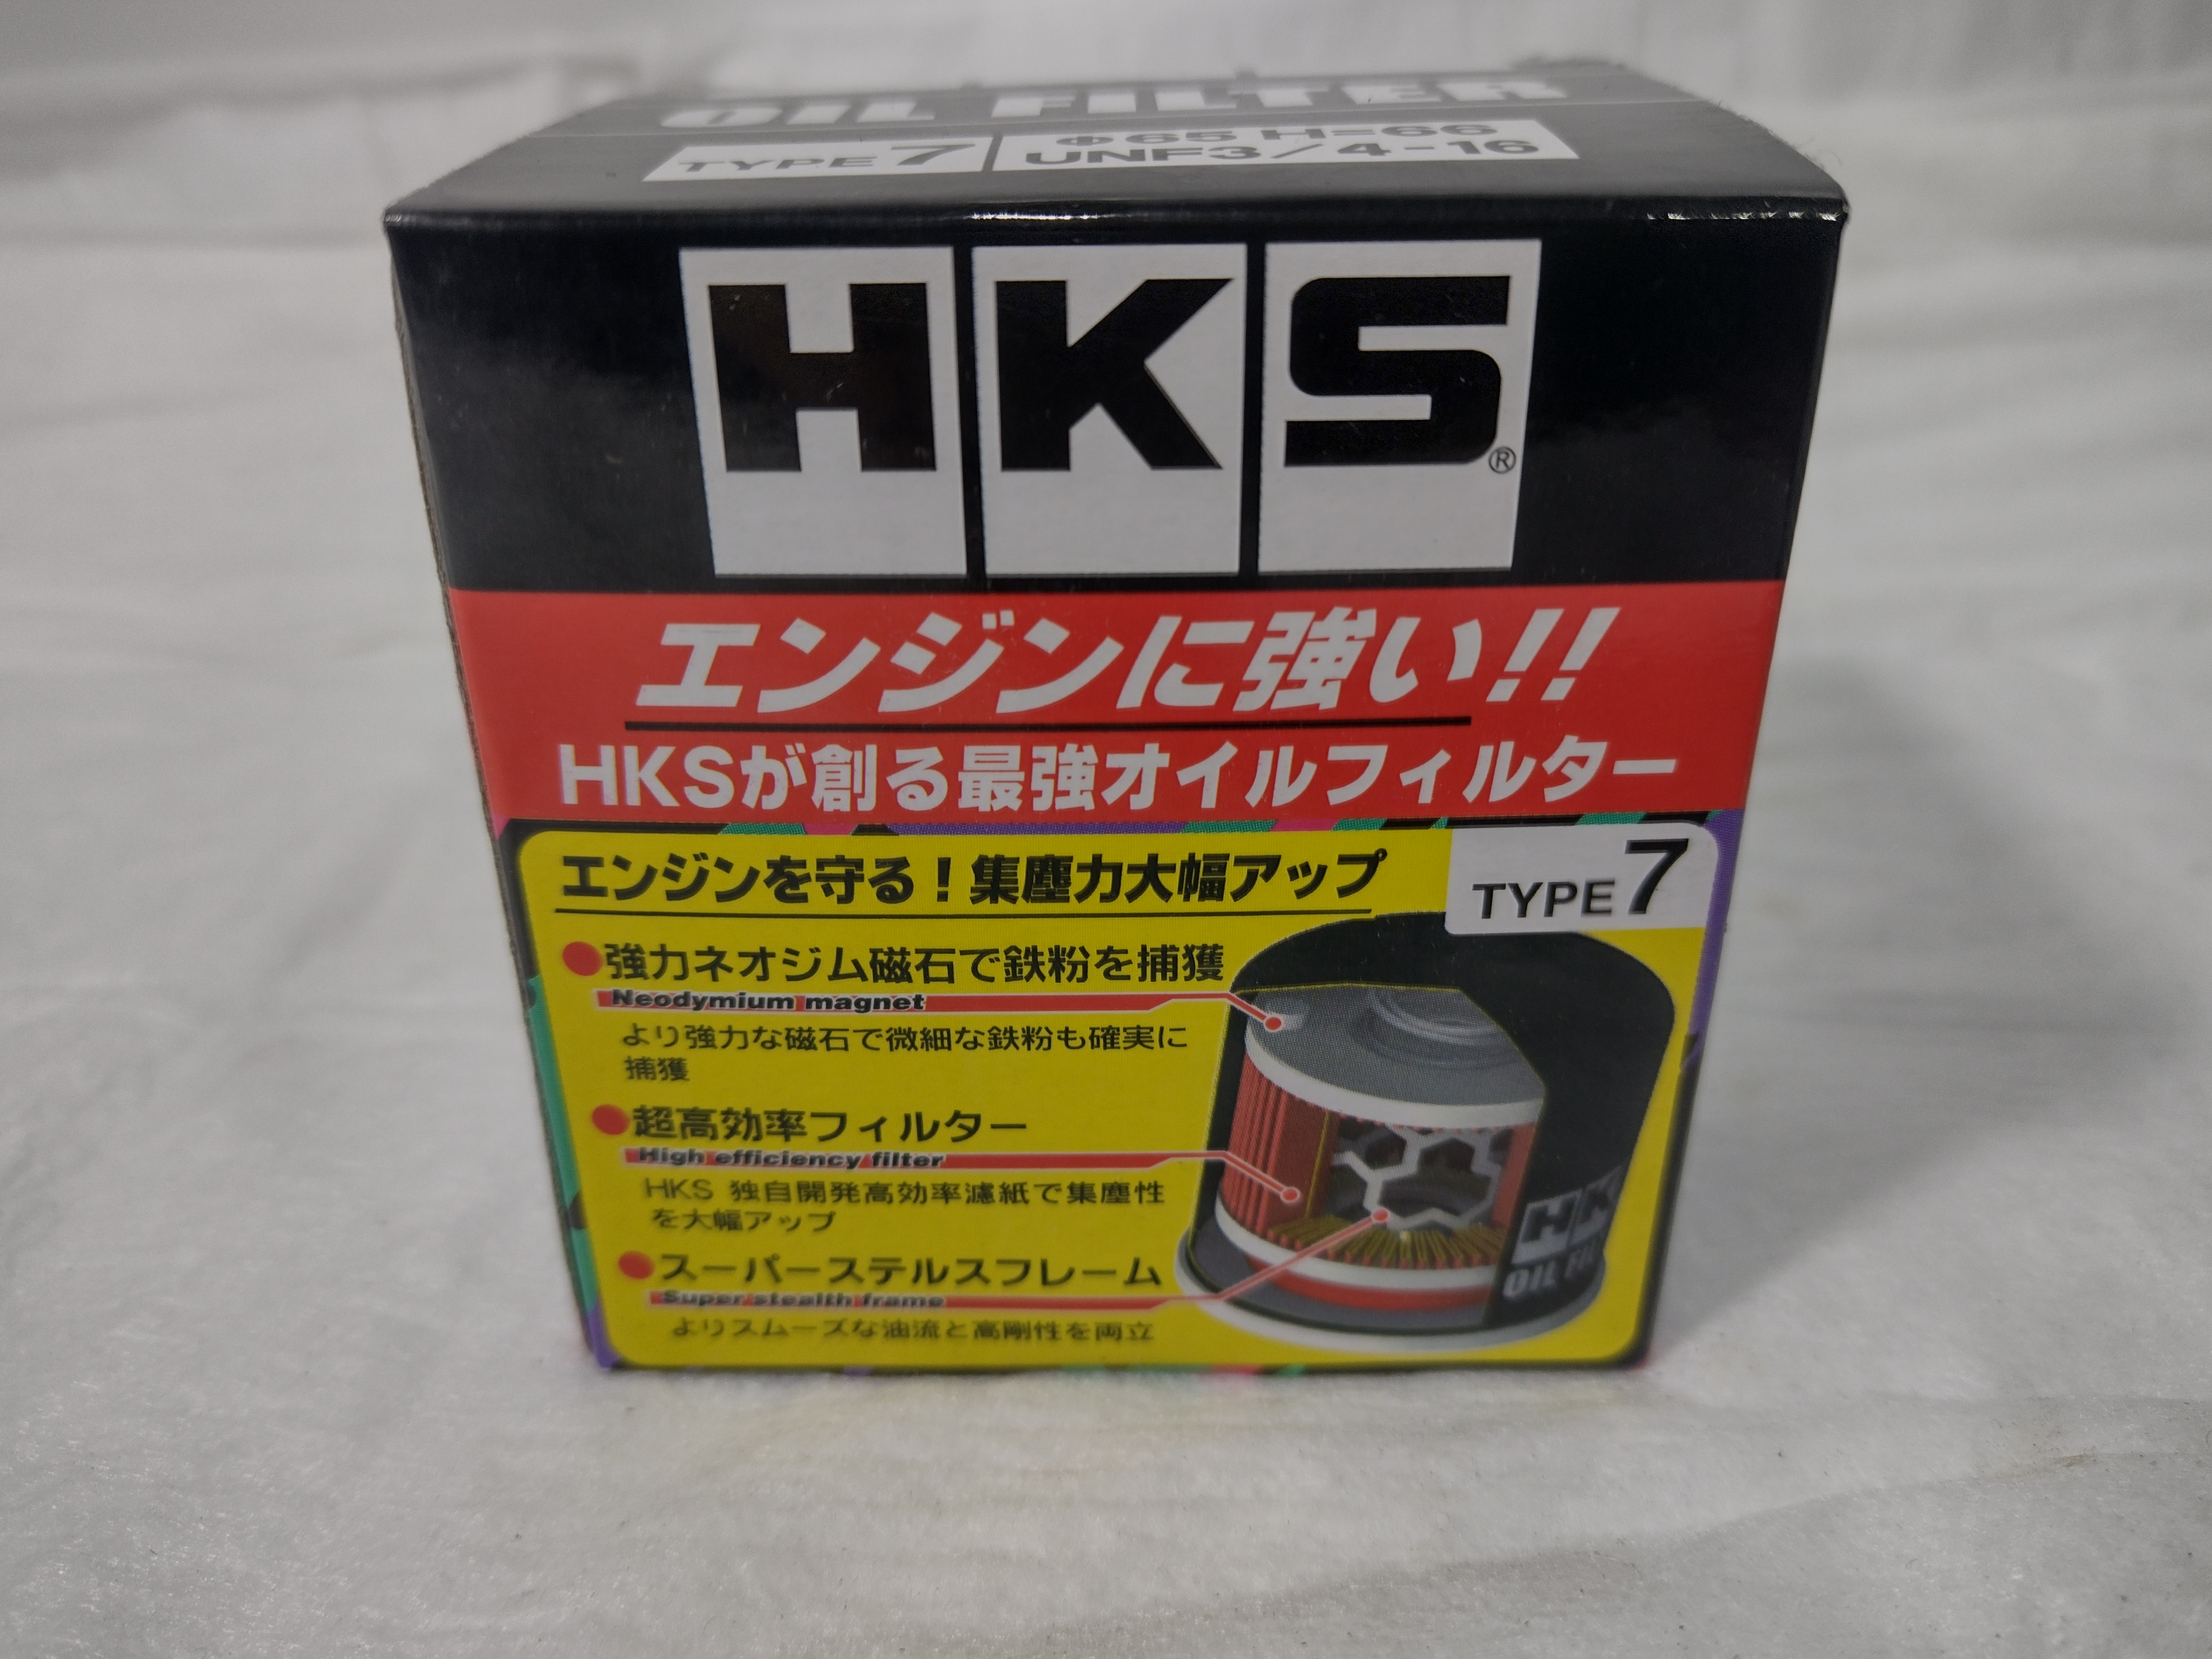 OIL FILTER
TYPE 7
Φ65 H=66
UNF3/4-16
HKS®
エンジンに強い!!
HKSが創る最強オイルフィルター
エンジンを守る!集塵力大幅アップ
TYPE 7
●強力ネオジム磁石で鉄粉を捕獲
Neodymium magnet
より強力な磁石で微細な鉄粉も確実に
捕獲
●超高効率フィルター
High efficiency filter
HKS 独自開発高効率濾紙で集塵性
を大幅アップ
●スーパーステルスフレーム
Super stealth frame
よりスムーズな油流と高剛性を両立
HK
OIL FIL